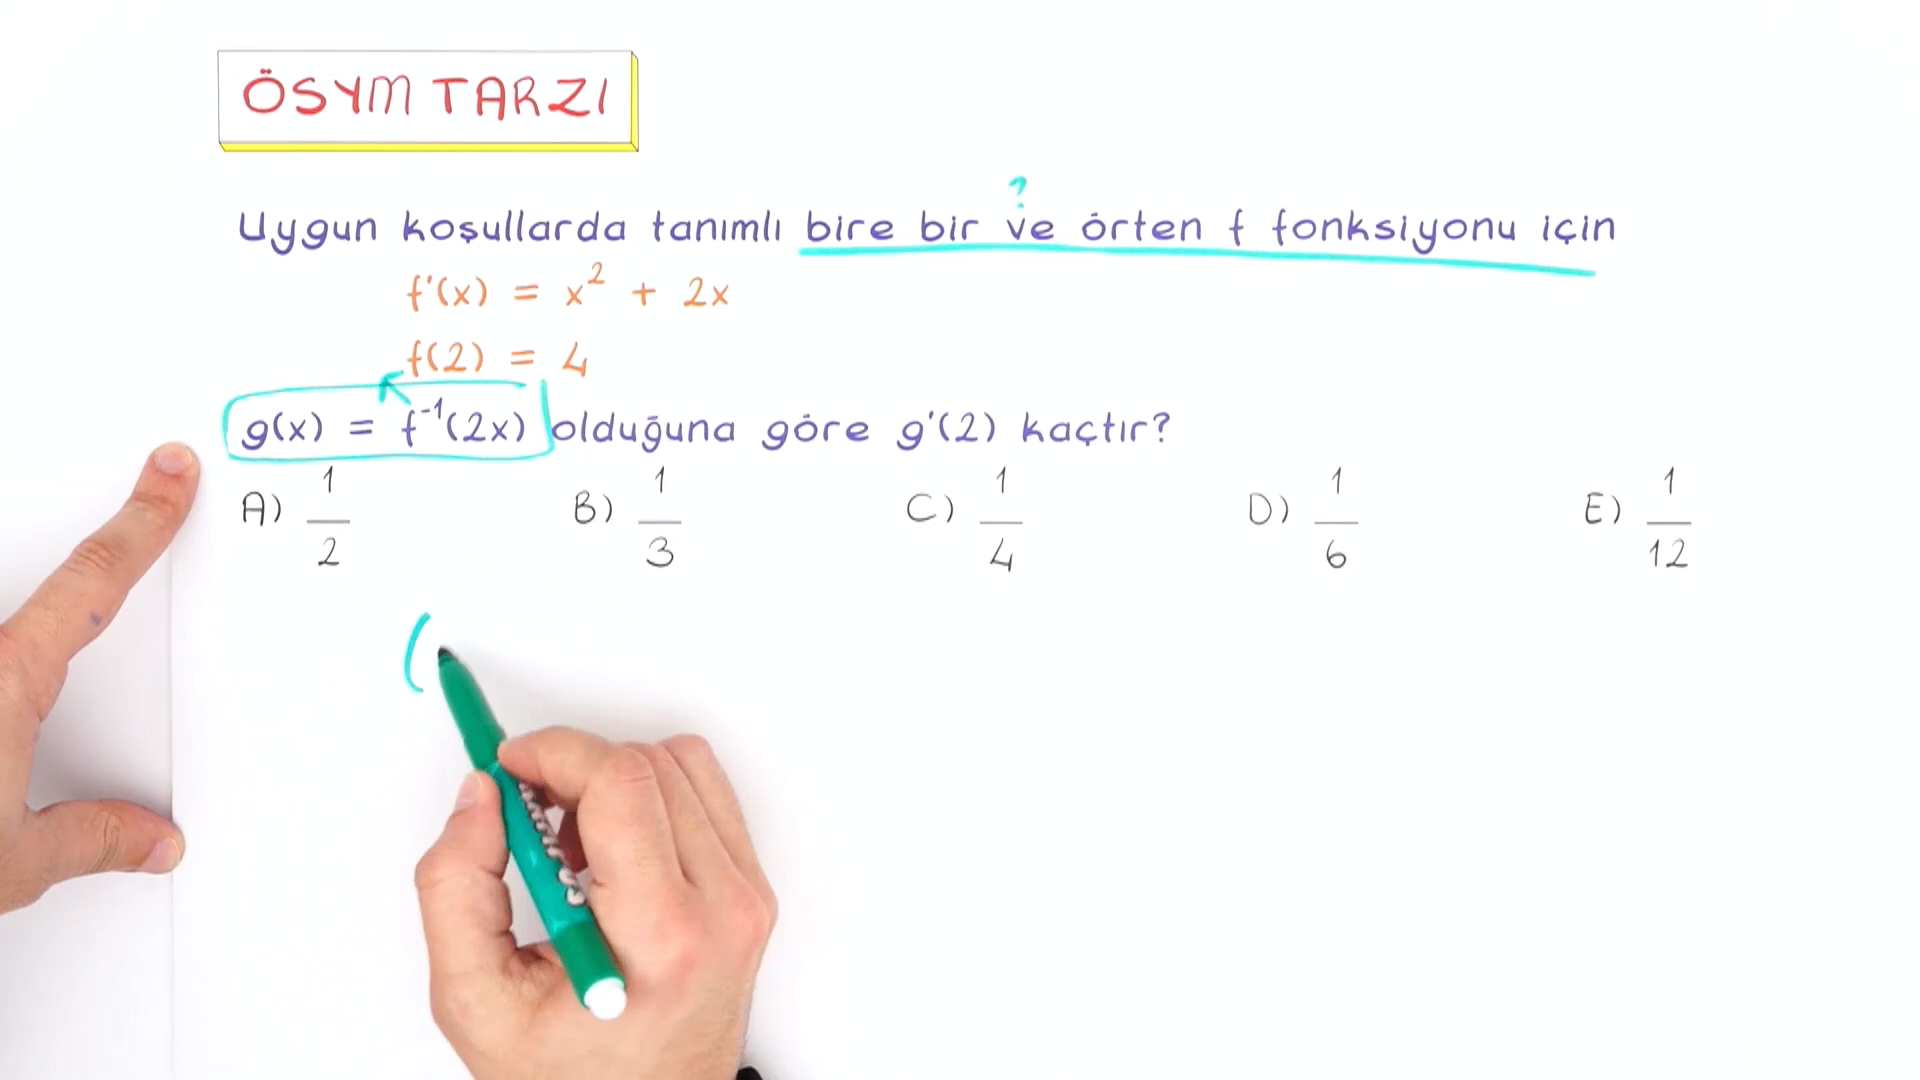 ÖSYM TARZI
?
Uygun koşullarda tanımlı bire bir ve örten f fonksiyonu için
f'(x) = x² + 2x
f(2) = 4
g(x) = f⁻¹(2x) olduğuna göre g'(2) kaçtır?
A) 1/2 B) 1/3 C) 1/4 D) 1/6 E) 1/12
(